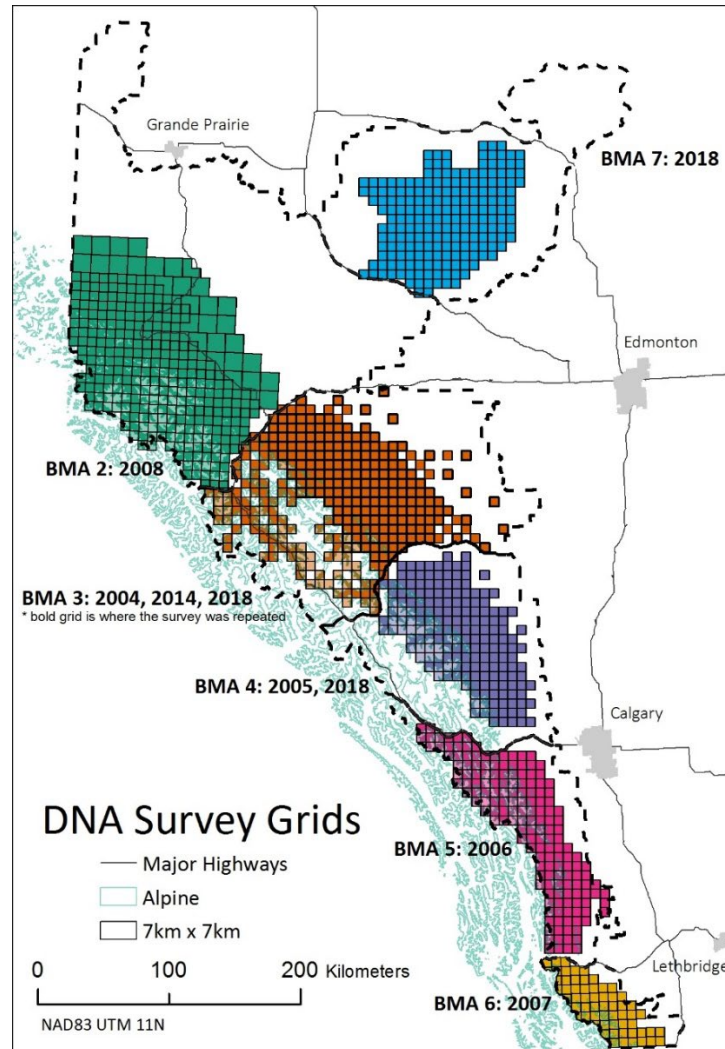 Grande Prairie
BMA 7: 2018
Edmonton
BMA 2: 2008
BMA 3: 2004, 2014, 2018
* bold grid is where the survey was repeated
BMA 4: 2005, 2018
Calgary
DNA Survey Grids
BMA 5: 2006
Major Highways
Alpine
7km x 7km
Lethbridge
0 100 200 Kilometers
BMA 6: 2007
NAD83 UTM 11N